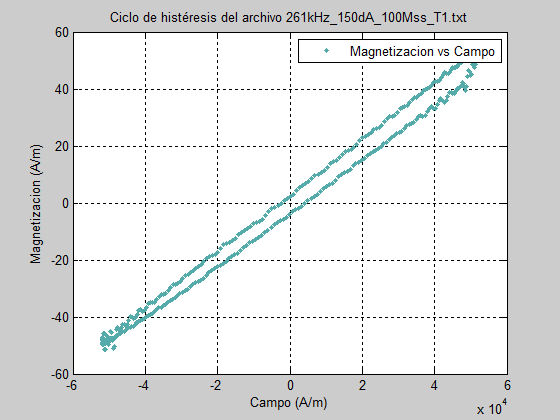 Ciclo de histéresis del archivo 261kHz_150dA_100Mss_T1.txt
Magnetizacion vs Campo
Magnetizacion (A/m)
60
40
20
0
-20
-40
-60
-6
-4
-2
0
2
4
6
Campo (A/m)
x 10^4